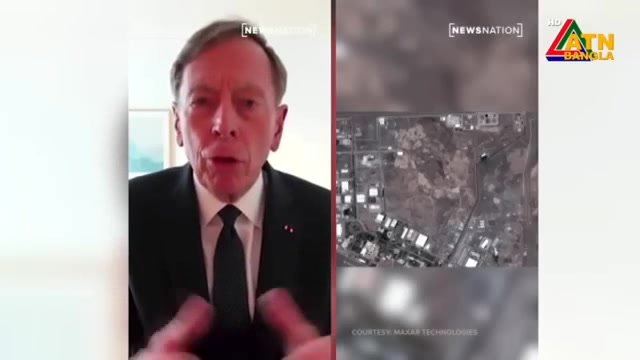 [NEWSNATION]
[NEWSNATION]
HD
ATN
BANGLA
COURTESY: MAXAR TECHNOLOGIES